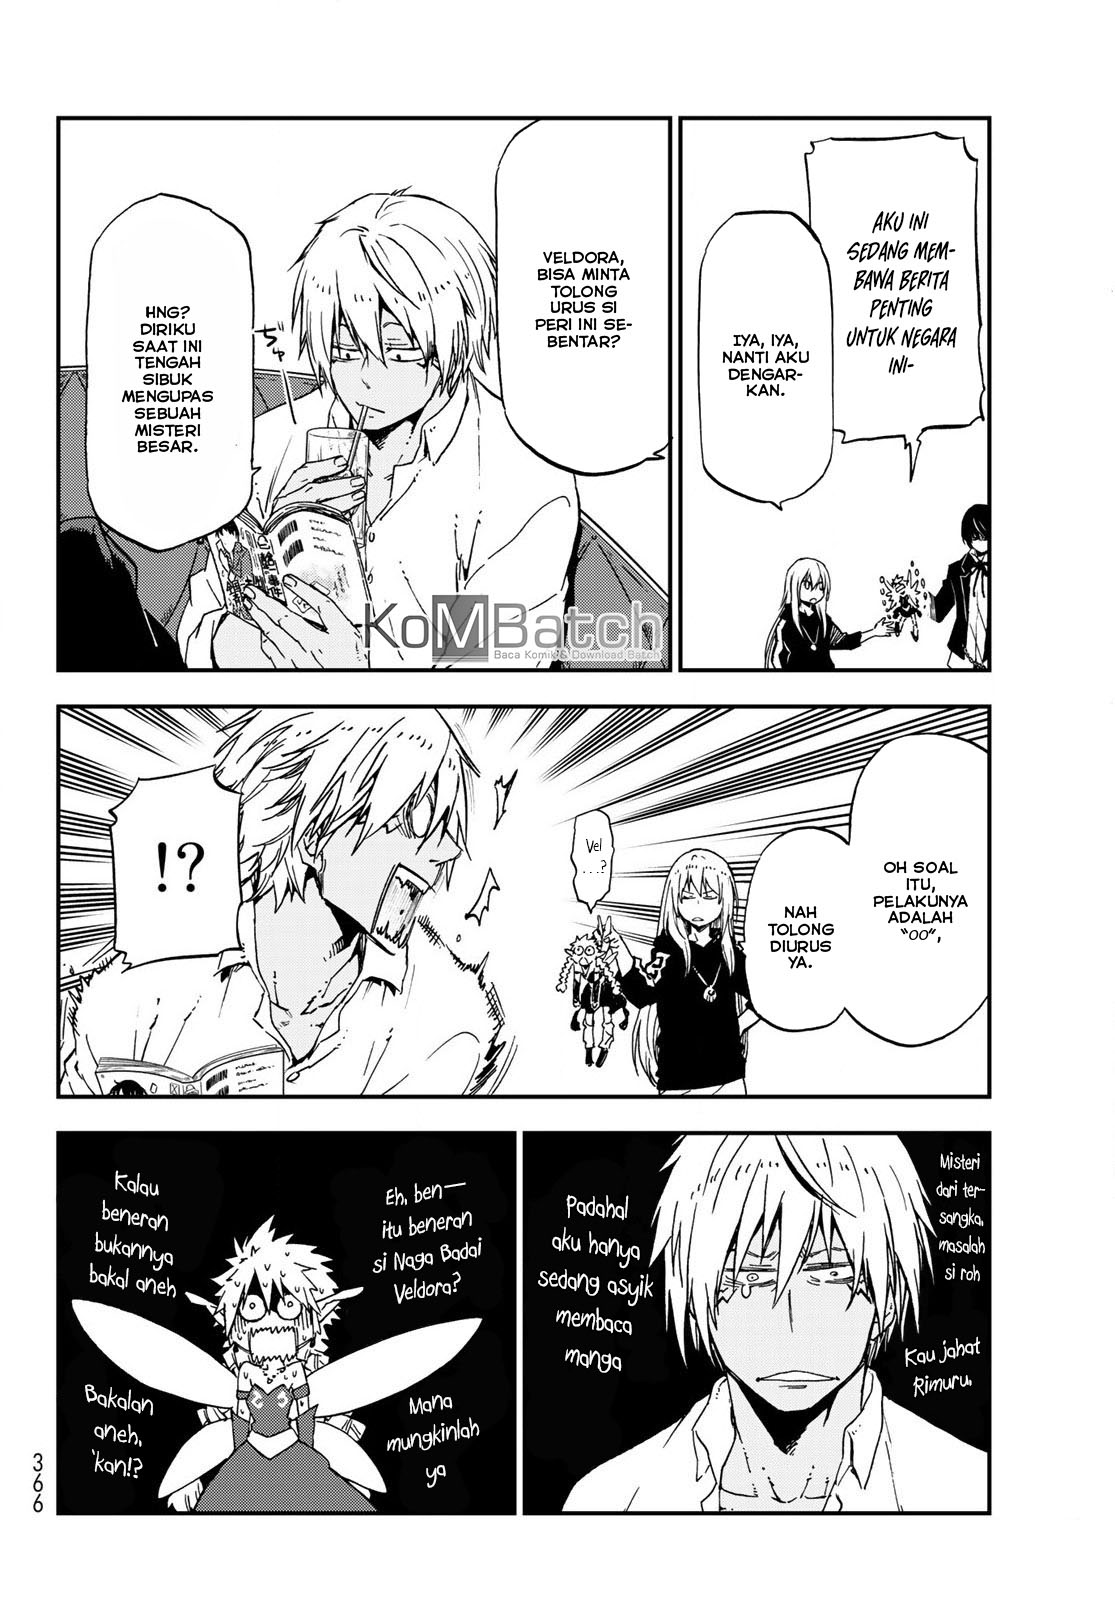 AKU INI
SEDANG MEM-
BAWA BERITA
PENTING
UNTUK NEGARA
INI-
IYA, IYA,
NANTI AKU
DENGAR-
KAN.
VELDORA,
BISA MINTA
TOLONG
URUS SI
PERI INI SE-
BENTAR?
HNG?
DIRIKU
SAAT INI
TENGAH
SIBUK
MENGUPAS
SEBUAH
MISTERI
BESAR.
KoMBatch
Baca Komik & Download Batch
OH SOAL
ITU,
PELAKUNYA
ADALAH
"OO",
NAH
TOLONG
DIURUS
YA.
Vel
...?
!?
Misteri
dari ter-
sangka,
masalah
si roh
Kau jahat
Rimuru,
Padahal
aku hanya
sedang asyik
membaca
manga
Eh, ben—
itu beneran
si Naga Badai
Veldora?
Mana
mungkinlah
ya
Kalau
beneran
bukannya
bakal aneh
Bakalan
aneh,
'kan!?
366